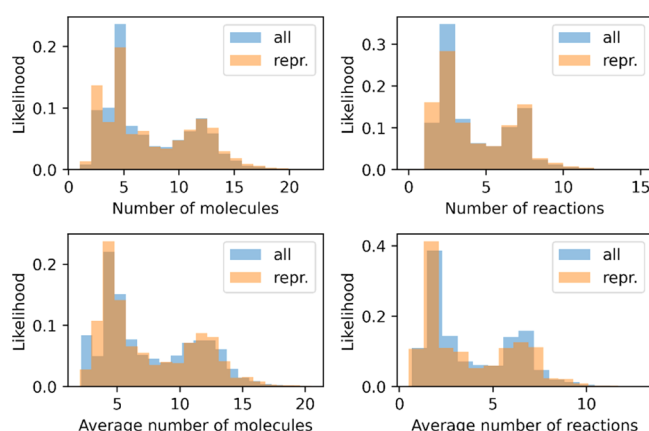 0.2
0.1
0.0
Likelihood
all
repr.
0 5 10 15 20
Number of molecules
0.3
0.2
0.1
0.0
Likelihood
all
repr.
0 5 10 15
Number of reactions
0.2
0.1
0.0
Likelihood
all
repr.
5 10 15 20
Average number of molecules
0.4
0.2
0.0
Likelihood
all
repr.
0 5 10
Average number of reactions